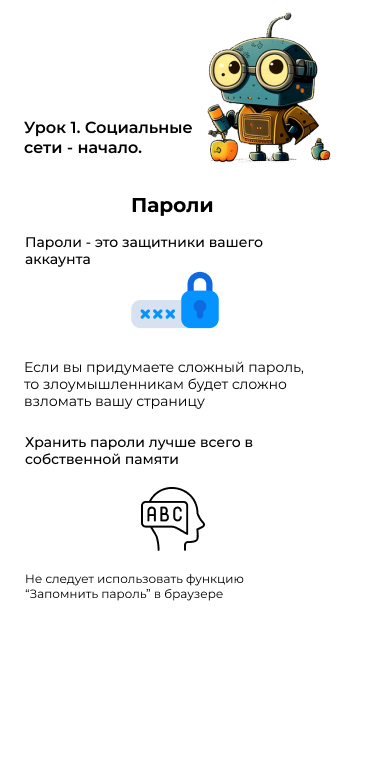 Урок 1. Социальные
сети - начало.
Пароли
Пароли - это защитники вашего
аккаунта
xxx
Если вы придумаете сложный пароль,
то злоумышленникам будет сложно
взломать вашу страницу
Хранить пароли лучше всего в
собственной памяти
ABC
Не следует использовать функцию
“Запомнить пароль” в браузере